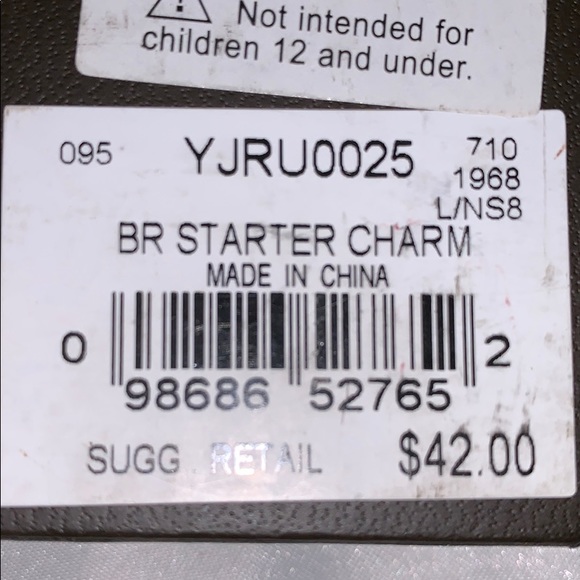 Not intended for
children 12 and under.
095 YJRU0025 710
1968
L/NS8
BR STARTER CHARM
MADE IN CHINA
0 98686 52765 2
SUGG. RETAIL $42.00